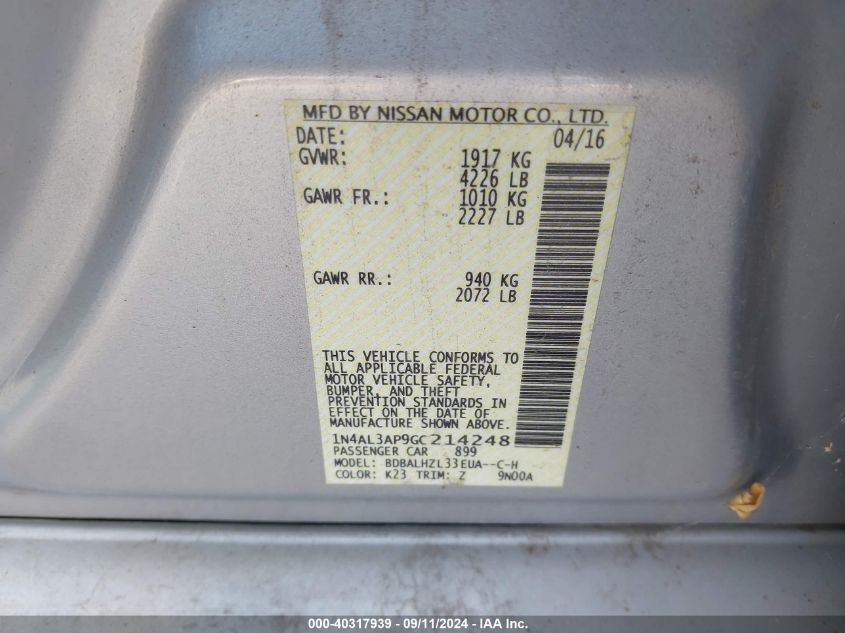 MFD BY NISSAN MOTOR CO., LTD.
DATE: 04/16
GVWR: 1917 KG
4226 LB
GAWR FR.: 1010 KG
2227 LB
GAWR RR.: 940 KG
2072 LB
THIS VEHICLE CONFORMS TO
ALL APPLICABLE FEDERAL
MOTOR VEHICLE SAFETY,
BUMPER, AND THEFT
PREVENTION STANDARDS IN
EFFECT ON THE DATE OF
MANUFACTURE SHOWN ABOVE.
1N4AL3AP9GC214248
PASSENGER CAR 899
MODEL: BDBALHZL33EUA--C-H
COLOR: K23 TRIM: Z 9N00A
000-40317939 - 09/11/2024 - IAA Inc.